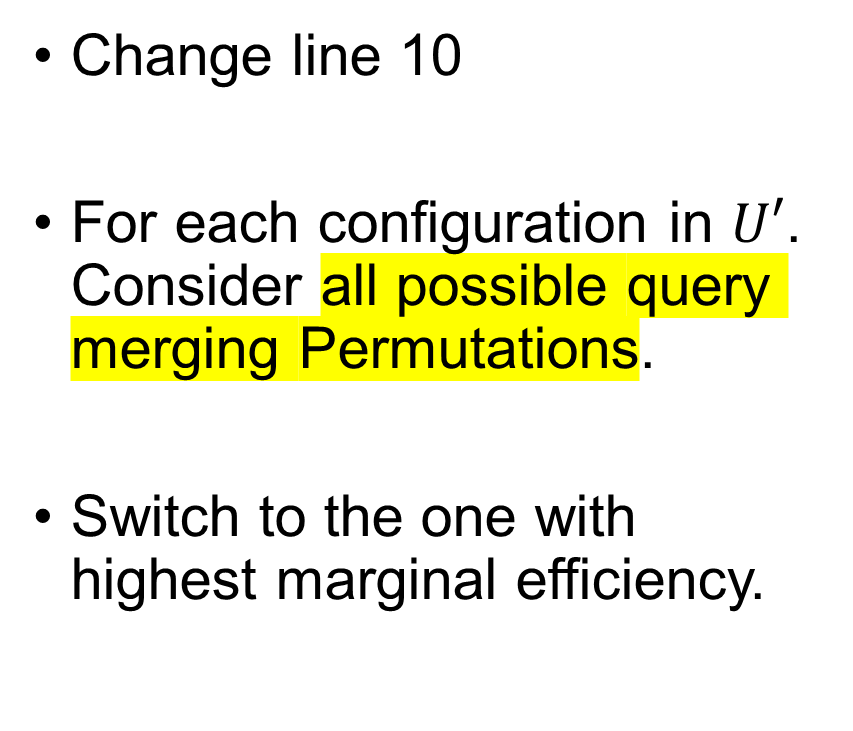 • Change line 10
• For each configuration in U′.
Consider all possible query
merging Permutations.
• Switch to the one with
highest marginal efficiency.